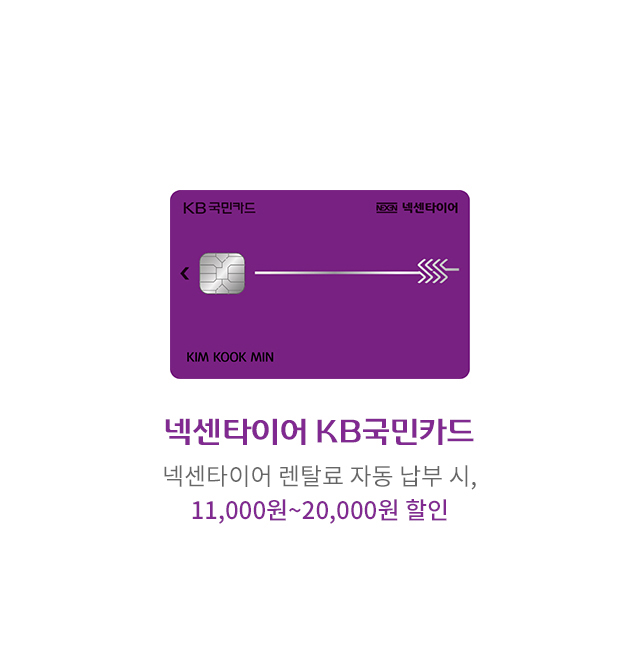 KB국민카드
NEXEN 넥센타이어
KIM KOOK MIN
넥센타이어 KB국민카드
넥센타이어 렌탈료 자동 납부 시,
11,000원~20,000원 할인